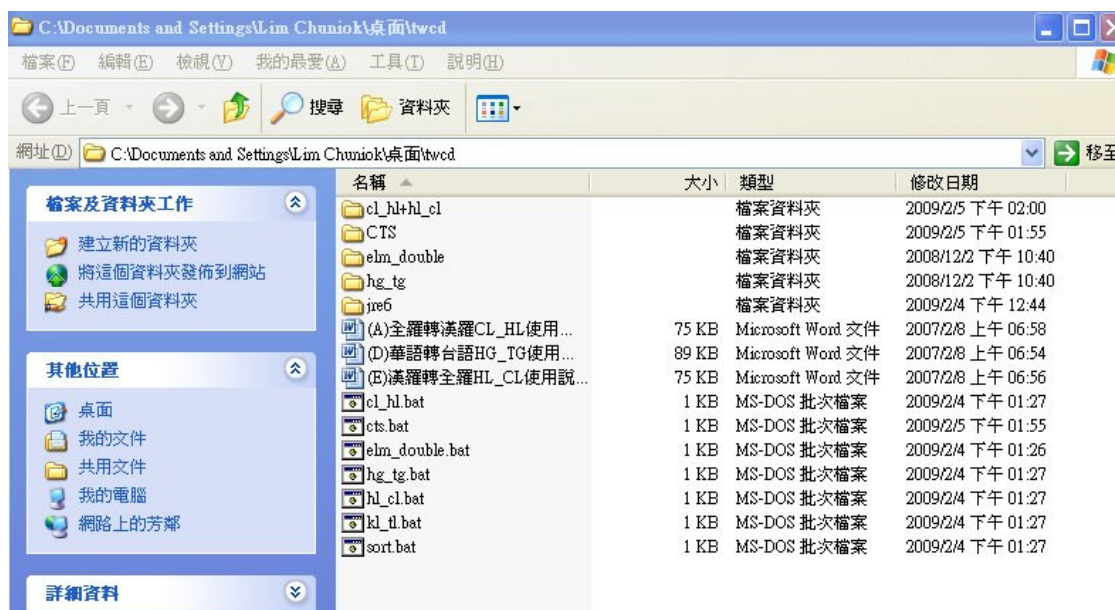 C:\Documents and Settings\Lim Chuniok\桌面\twcd
檔案(F) 編輯(E) 檢視(V) 我的最愛(A) 工具(T) 說明(H)
上一頁 搜尋 資料夾
網址(D) C:\Documents and Settings\Lim Chuniok\桌面\twcd 移至
檔案及資料夾工作
建立新的資料夾
將這個資料夾發佈到網站
共用這個資料夾
其他位置
桌面
我的文件
共用文件
我的電腦
網路上的芳鄰
詳細資料
名稱 大小 類型 修改日期
cl_hl+hl_cl 檔案資料夾 2009/2/5 下午 02:00
CTS 檔案資料夾 2009/2/5 下午 01:55
elm_double 檔案資料夾 2008/12/2 下午 10:40
hg_tg 檔案資料夾 2008/12/2 下午 10:40
jre6 檔案資料夾 2009/2/4 下午 12:44
(A)全羅轉漢羅CL_HL使用... 75 KB Microsoft Word 文件 2007/2/8 上午 06:58
(D)華語轉台語HG_TG使用... 89 KB Microsoft Word 文件 2007/2/8 上午 06:54
(E)漢羅轉全羅HL_CL使用說... 75 KB Microsoft Word 文件 2007/2/8 上午 06:56
cl_hl.bat 1 KB MS-DOS 批次檔案 2009/2/4 下午 01:27
cts.bat 1 KB MS-DOS 批次檔案 2009/2/5 下午 01:55
elm_double.bat 1 KB MS-DOS 批次檔案 2009/2/4 下午 01:26
hg_tg.bat 1 KB MS-DOS 批次檔案 2009/2/4 下午 01:27
hl_cl.bat 1 KB MS-DOS 批次檔案 2009/2/4 下午 01:27
kl_tl.bat 1 KB MS-DOS 批次檔案 2009/2/4 下午 01:27
sort.bat 1 KB MS-DOS 批次檔案 2009/2/4 下午 01:27